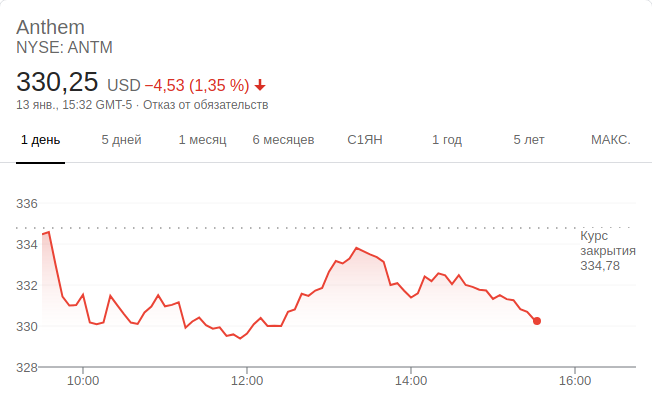 Anthem
NYSE: ANTM
330,25 USD −4,53 (1,35 %)
13 янв., 15:32 GMT-5 · Отказ от обязательств
1 день 5 дней 1 месяц 6 месяцев С1ЯН 1 год 5 лет МАКС.
336
334
332
330
328
Курс
закрытия
334,78
10:00 12:00 14:00 16:00